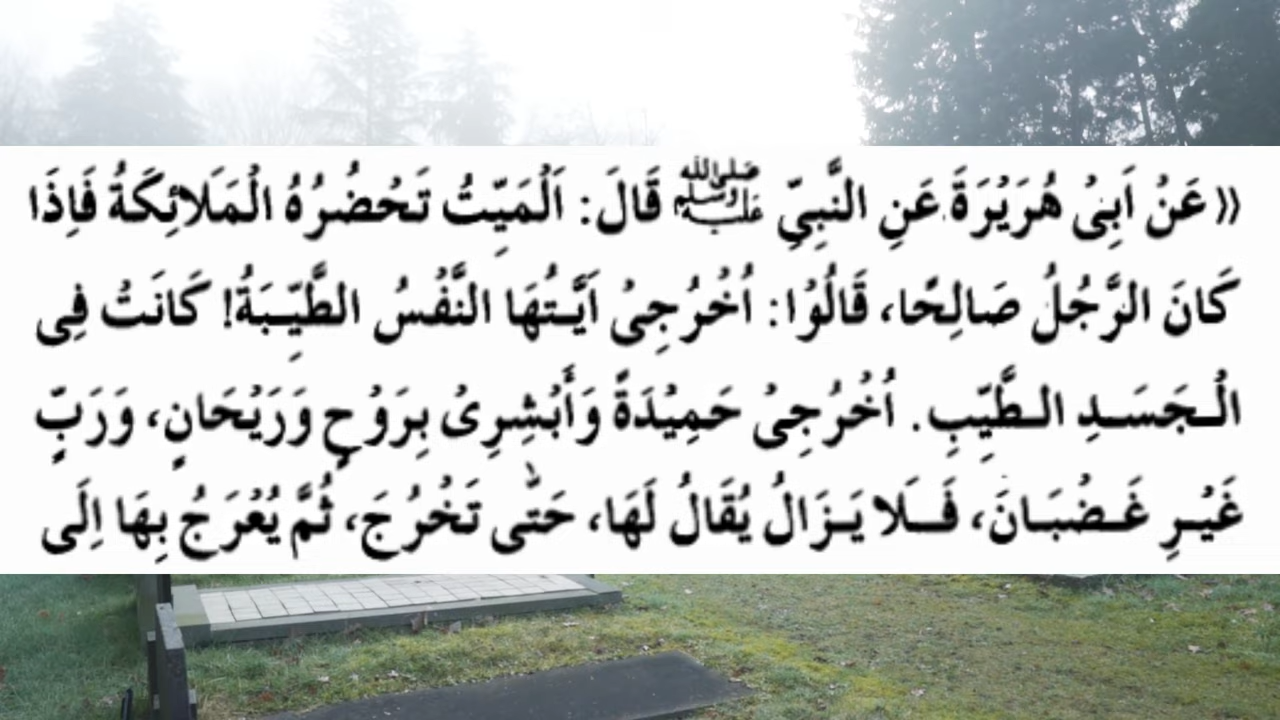 «عَنْ اَبِىْ هُرَيْرَةَ عَنِ النَّبِيِّ ﷺ قَالَ: اَلْمَيِّتُ تَحْضُرُهُ الْمَلَائِكَةُ فَاِذَا
كَانَ الرَّجُلُ صَالِحًا، قَالُوْا: اُخْرُجِىْ اَيَّتُهَا النَّفْسُ الطَّيِّبَةُ! كَانَتْ فِى
الْجَسَدِ الطَّيِّبِ. اُخْرُجِىْ حَمِيْدَةً وَأَبْشِرِىْ بِرَوْحٍ وَرَيْحَانٍ، وَرَبٍّ
غَيْرِ غَضْبَانَ، فَلَا يَزَالُ يُقَالُ لَهَا، حَتّٰى تَخْرُجَ، ثُمَّ يُعْرَجُ بِهَا اِلَى